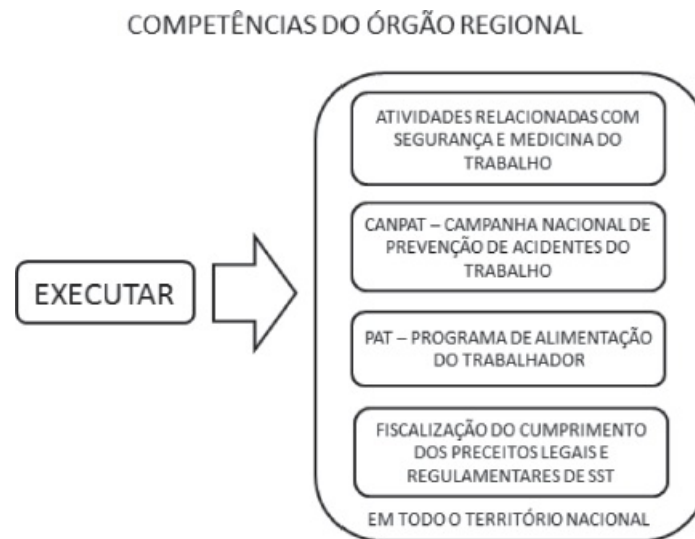 COMPETÊNCIAS DO ÓRGÃO REGIONAL
EXECUTAR
ATIVIDADES RELACIONADAS COM
SEGURANÇA E MEDICINA DO
TRABALHO
CANPAT – CAMPANHA NACIONAL DE
PREVENÇÃO DE ACIDENTES DO
TRABALHO
PAT – PROGRAMA DE ALIMENTAÇÃO
DO TRABALHADOR
FISCALIZAÇÃO DO CUMPRIMENTO
DOS PRECEITOS LEGAIS E
REGULAMENTARES DE SST
EM TODO O TERRITÓRIO NACIONAL